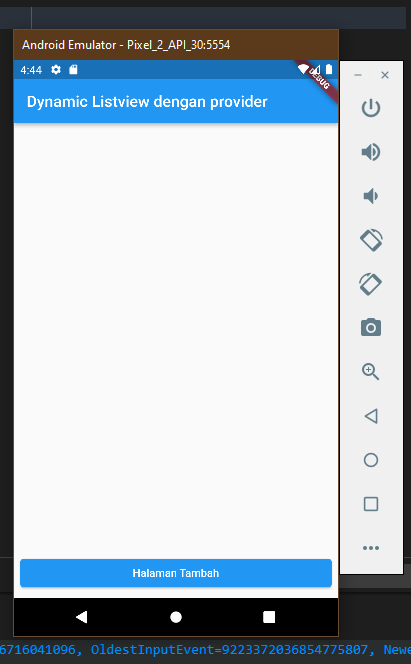 Android Emulator - Pixel_2_API_30:5554
4:44
DEBUG
Dynamic Listview dengan provider
Halaman Tambah
6716041096, OldestInputEvent=9223372036854775807, Newe